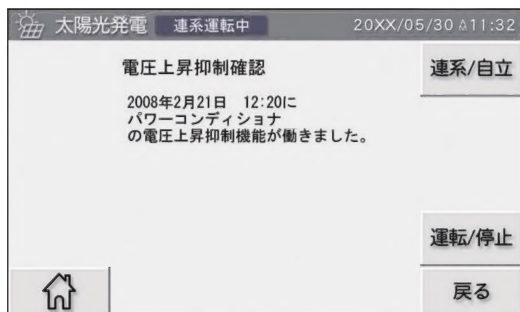 太陽光発電 連系運転中 20XX/05/30 11:32
電圧上昇抑制確認
連系/自立
2008年2月21日 12:20に
パワーコンディショナ
の電圧上昇抑制機能が働きました。
運転/停止
戻る